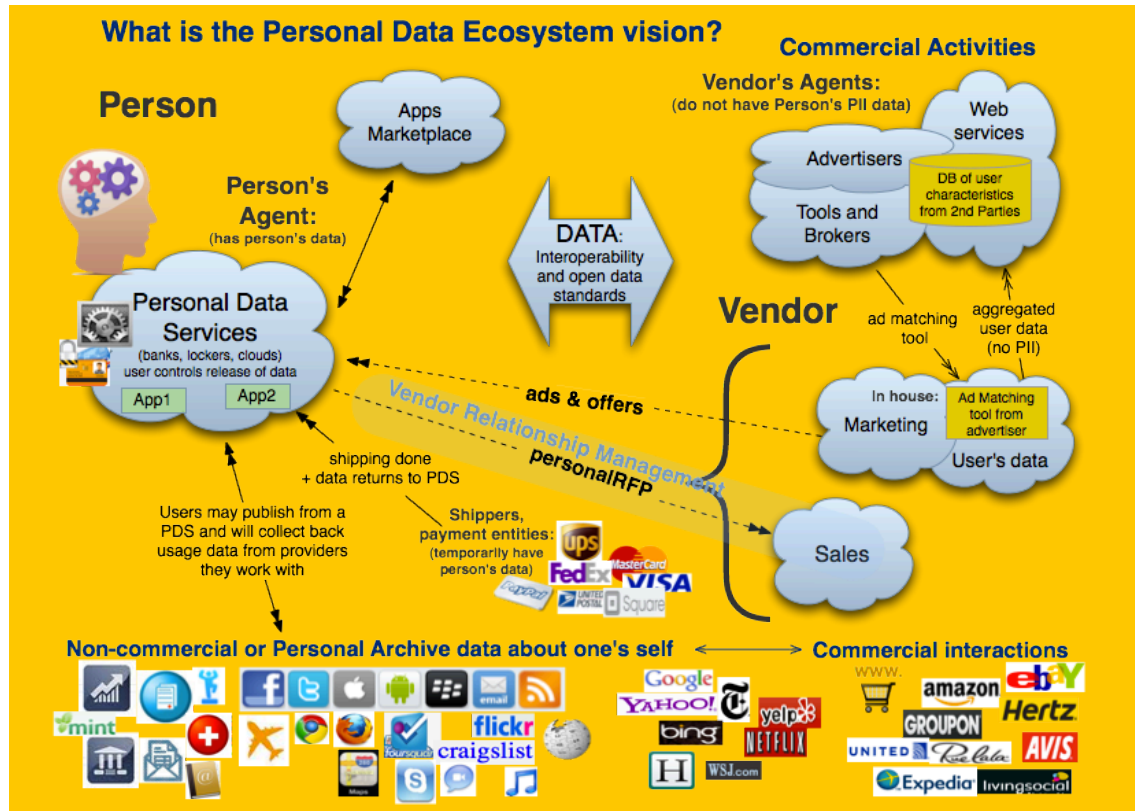 What is the Personal Data Ecosystem vision?
Commercial Activities
Person
Apps
Marketplace
Vendor's Agents:
(do not have Person's PII data)
Web
services
Advertisers
DB of user
characteristics
from 2nd Parties
Tools and
Brokers
Person's
Agent:
(has person's data)
DATA:
Interoperability
and open data
standards
Personal Data
Services
(banks, lockers, clouds)
user controls release of data
App1
App2
Vendor
ad matching
tool
aggregated
user data
(no PII)
ads & offers
Vendor Relationship Management
personalRFP
In house:
Marketing
Ad Matching
tool from
advertiser
User's data
Sales
shipping done
+ data returns to PDS
Users may publish from a
PDS and will collect back
usage data from providers
they work with
Shippers,
payment entities:
(temporarily have
person's data)
ups
FedEx
MasterCard
VISA
PayPal
UNITED
POSTAL
Square
Non-commercial or Personal Archive data about one's self
Commercial interactions
mint
email
foursquare
flickr
craigslist
Maps
Google
YAHOO!
bing
yelp
NETFLIX
H
WSJ.com
www.
amazon
ebaY
GROUPON
Hertz
UNITED
Rue La La
AVIS
Expedia
livingsocial